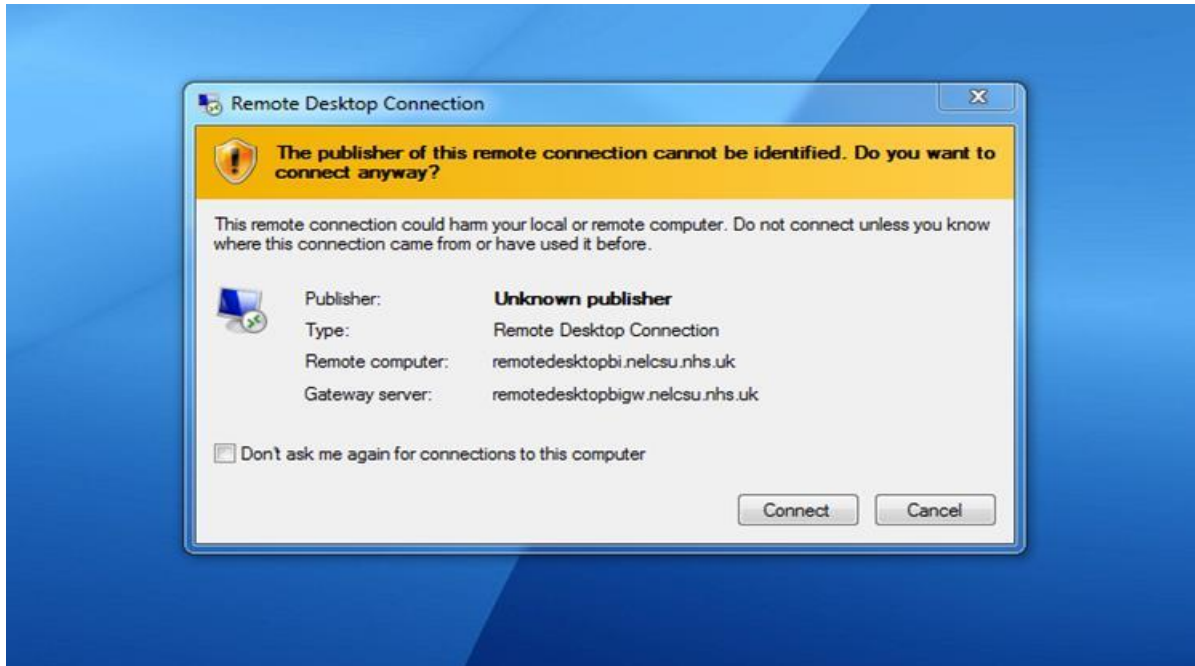 Remote Desktop Connection
The publisher of this remote connection cannot be identified. Do you want to
connect anyway?
This remote connection could harm your local or remote computer. Do not connect unless you know
where this connection came from or have used it before.
Publisher: Unknown publisher
Type: Remote Desktop Connection
Remote computer: remotedesktopbi.nelcsu.nhs.uk
Gateway server: remotedesktopbigw.nelcsu.nhs.uk
Don't ask me again for connections to this computer
Connect Cancel